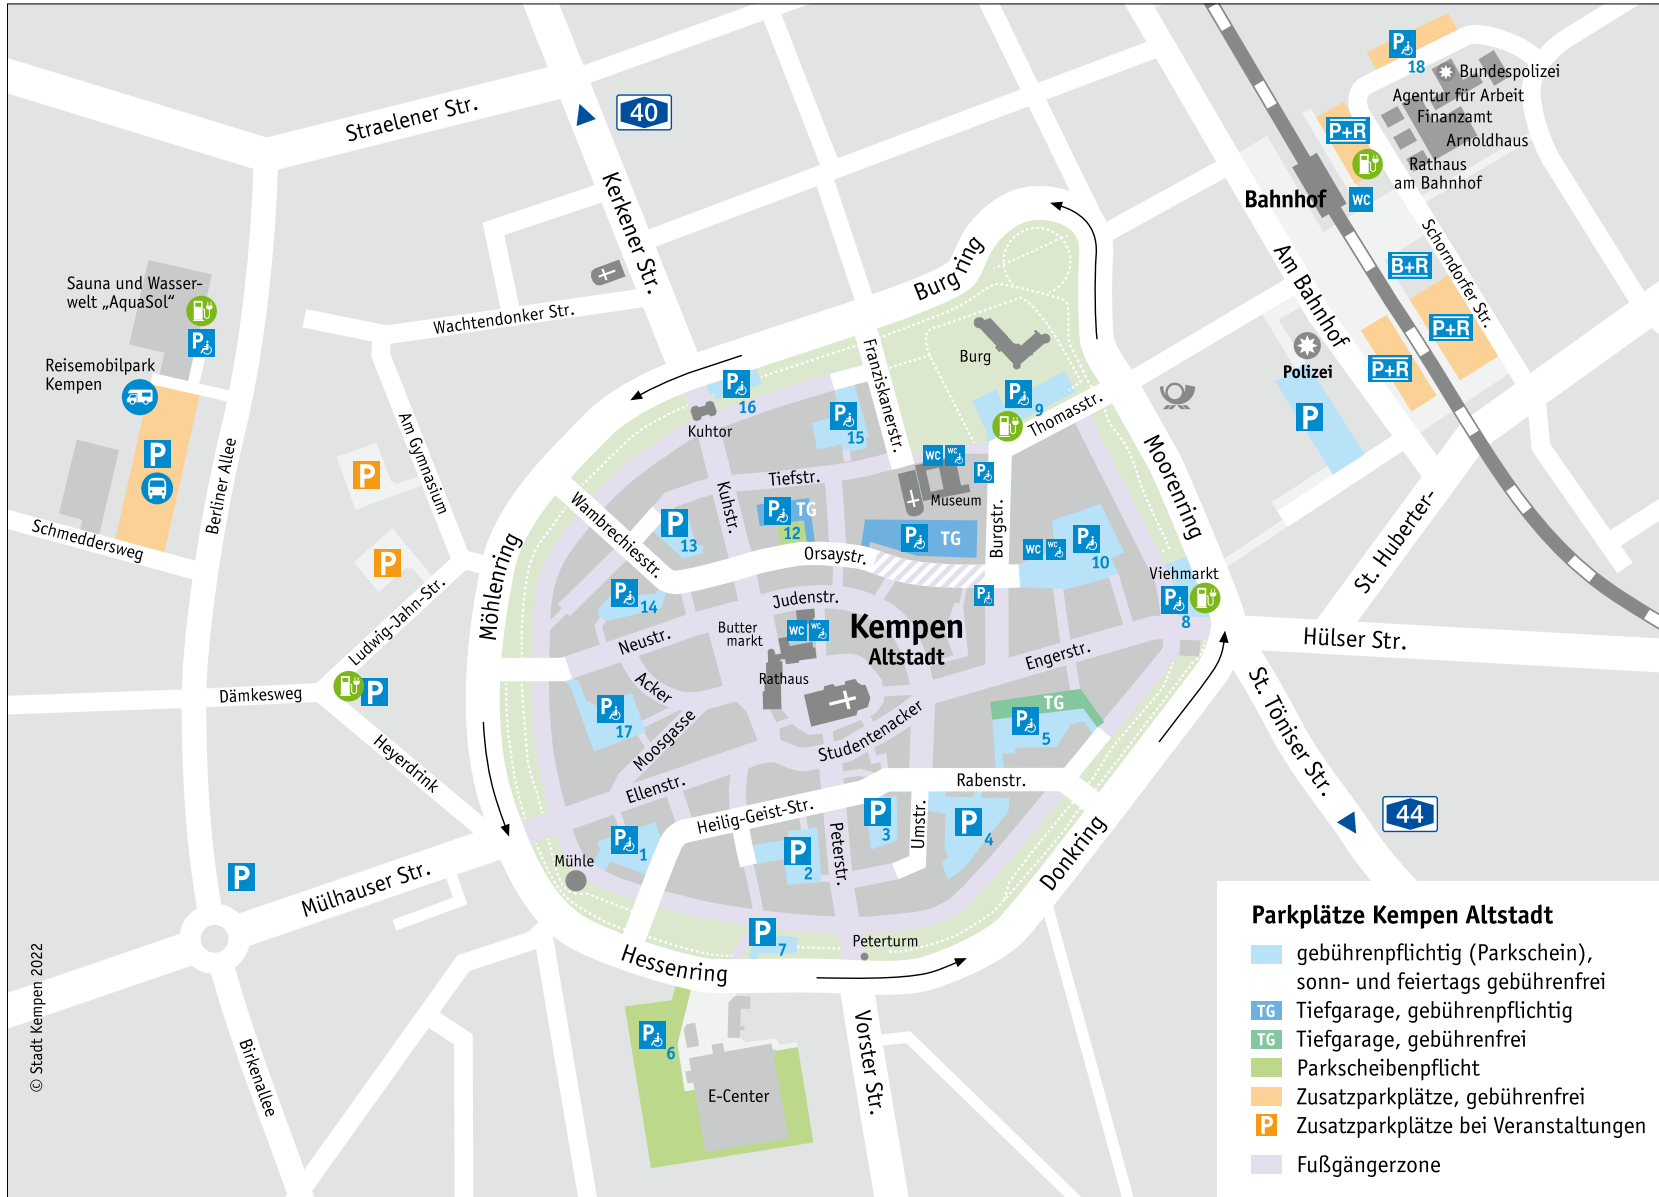 Straelener Str.
40
Kerkener Str.
Sauna und Wasser-
welt „AquaSol“
P
Reisemobilpark
Kempen
P
Berliner Allee
Schmeddersweg
Wachtendonker Str.
Am Gymnasium
P
P
Ludwig-Jahn-Str.
Dämkesweg
P
Heyerdrink
P
Mülhauser Str.
Birkenallee
© Stadt Kempen 2022
Burgring
Möhlenring
Hessenring
Donkring
Moorenring
P 18
Bundespolizei
Agentur für Arbeit
Finanzamt
Arnoldhaus
Rathaus
am Bahnhof
P+R
Bahnhof
WC
Schorndorfer Str.
B+R
P+R
P+R
Am Bahnhof
Polizei
P
St. Huberter-
Hülser Str.
St. Töniser Str.
44
Burg
P 9
Thomasstr.
Franziskanerstr.
P 16
Kuhtor
P 15
Tiefstr.
Kuhstr.
WC WC
P
Museum
Wambrechiesstr.
P 13
P TG
12
P TG
Orsaystr.
Burgstr.
WC WC
P 10
P
Viehmarkt
P 8
P 14
Judenstr.
Neustr.
Butter
markt
WC WC
Kempen
Altstadt
Rathaus
Engerstr.
Acker
P 17
Moosgasse
Studentenacker
TG
P 5
Ellenstr.
Rabenstr.
Heilig-Geist-Str.
P 1
Mühle
P 2
Peterstr.
P 3
Umstr.
P 4
P 7
Peterturm
P 6
E-Center
Vorster Str.
Parkplätze Kempen Altstadt
gebührenpflichtig (Parkschein),
sonn- und feiertags gebührenfrei
TG Tiefgarage, gebührenpflichtig
TG Tiefgarage, gebührenfrei
Parkscheibenpflicht
Zusatzparkplätze, gebührenfrei
P Zusatzparkplätze bei Veranstaltungen
Fußgängerzone